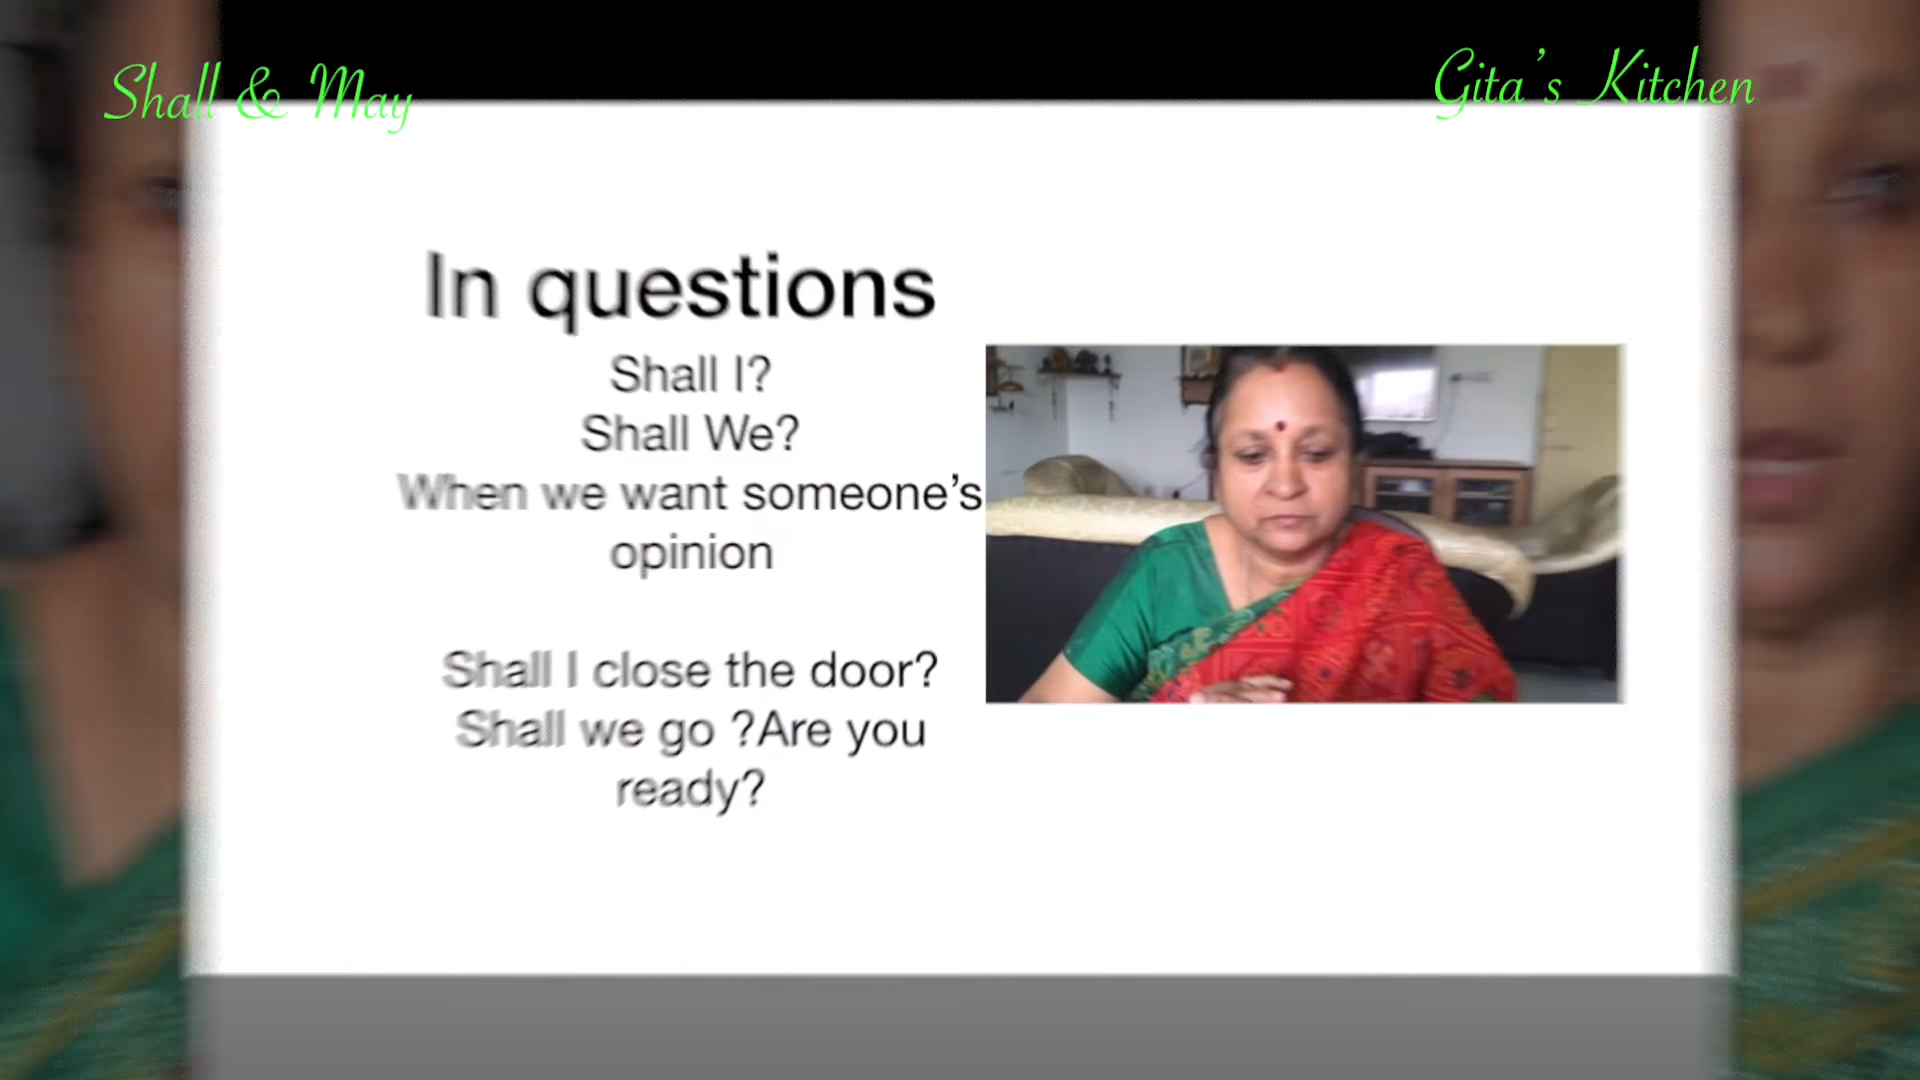 Shall & May
Gita's Kitchen
In questions
Shall I?
Shall We?
When we want someone's
opinion
Shall I close the door?
Shall we go ?Are you
ready?